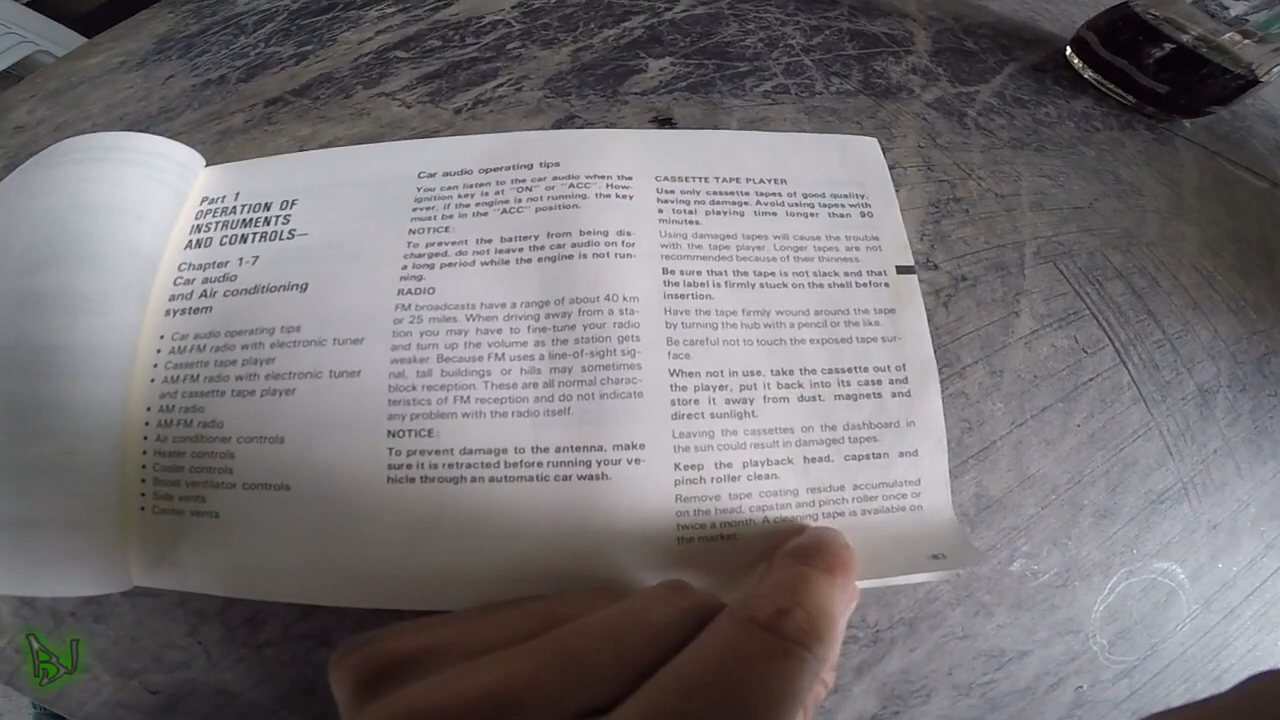 Part 1
OPERATION OF
INSTRUMENTS
AND CONTROLS—
Chapter 1-7
Car audio
and Air conditioning
system
• Car audio operating tips
• AM-FM radio with electronic tuner
• Cassette tape player
• AM-FM radio with electronic tuner
and cassette tape player
• AM radio
• AM-FM radio
• Air conditioner controls
• Heater controls
• Cooler controls
• Boost ventilator controls
• Side vents
• Center vents
Car audio operating tips
You can listen to the car audio when the
ignition key is at "ON" or "ACC". How-
ever, if the engine is not running, the key
must be in the "ACC" position.
NOTICE:
To prevent the battery from being dis-
charged, do not leave the car audio on for
a long period while the engine is not run-
ning.
RADIO
FM broadcasts have a range of about 40 km
or 25 miles. When driving away from a sta-
tion you may have to fine-tune your radio
and turn up the volume as the station gets
weaker. Because FM uses a line-of-sight sig-
nal, tall buildings or hills may sometimes
block reception. These are all normal charac-
teristics of FM reception and do not indicate
any problem with the radio itself.
NOTICE:
To prevent damage to the antenna, make
sure it is retracted before running your ve-
hicle through an automatic car wash.
CASSETTE TAPE PLAYER
Use only cassette tapes of good quality,
having no damage. Avoid using tapes with
a total playing time longer than 90
minutes.
Using damaged tapes will cause the trouble
with the tape player. Longer tapes are not
recommended because of their thinness.
Be sure that the tape is not slack and that
the label is firmly stuck on the shell before
insertion.
Have the tape firmly wound around the tape
by turning the hub with a pencil or the like.
Be careful not to touch the exposed tape sur-
face.
When not in use, take the cassette out of
the player, put it back into its case and
store it away from dust, magnets and
direct sunlight.
Leaving the cassettes on the dashboard in
the sun could result in damaged tapes.
Keep the playback head, capstan and
pinch roller clean.
Remove tape coating residue accumulated
on the head, capstan and pinch roller once or
twice a month. A cleaning tape is available on
the market.